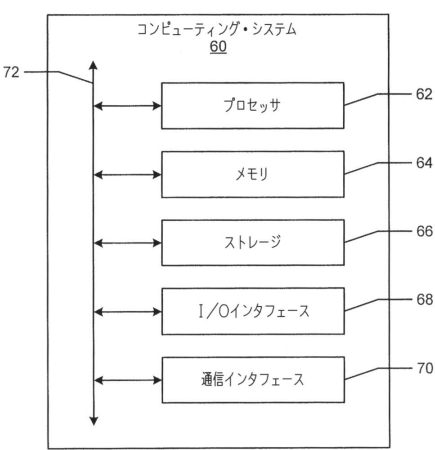 コンピューティング・システム
60
72
プロセッサ
62
メモリ
64
ストレージ
66
I/Oインタフェース
68
通信インタフェース
70